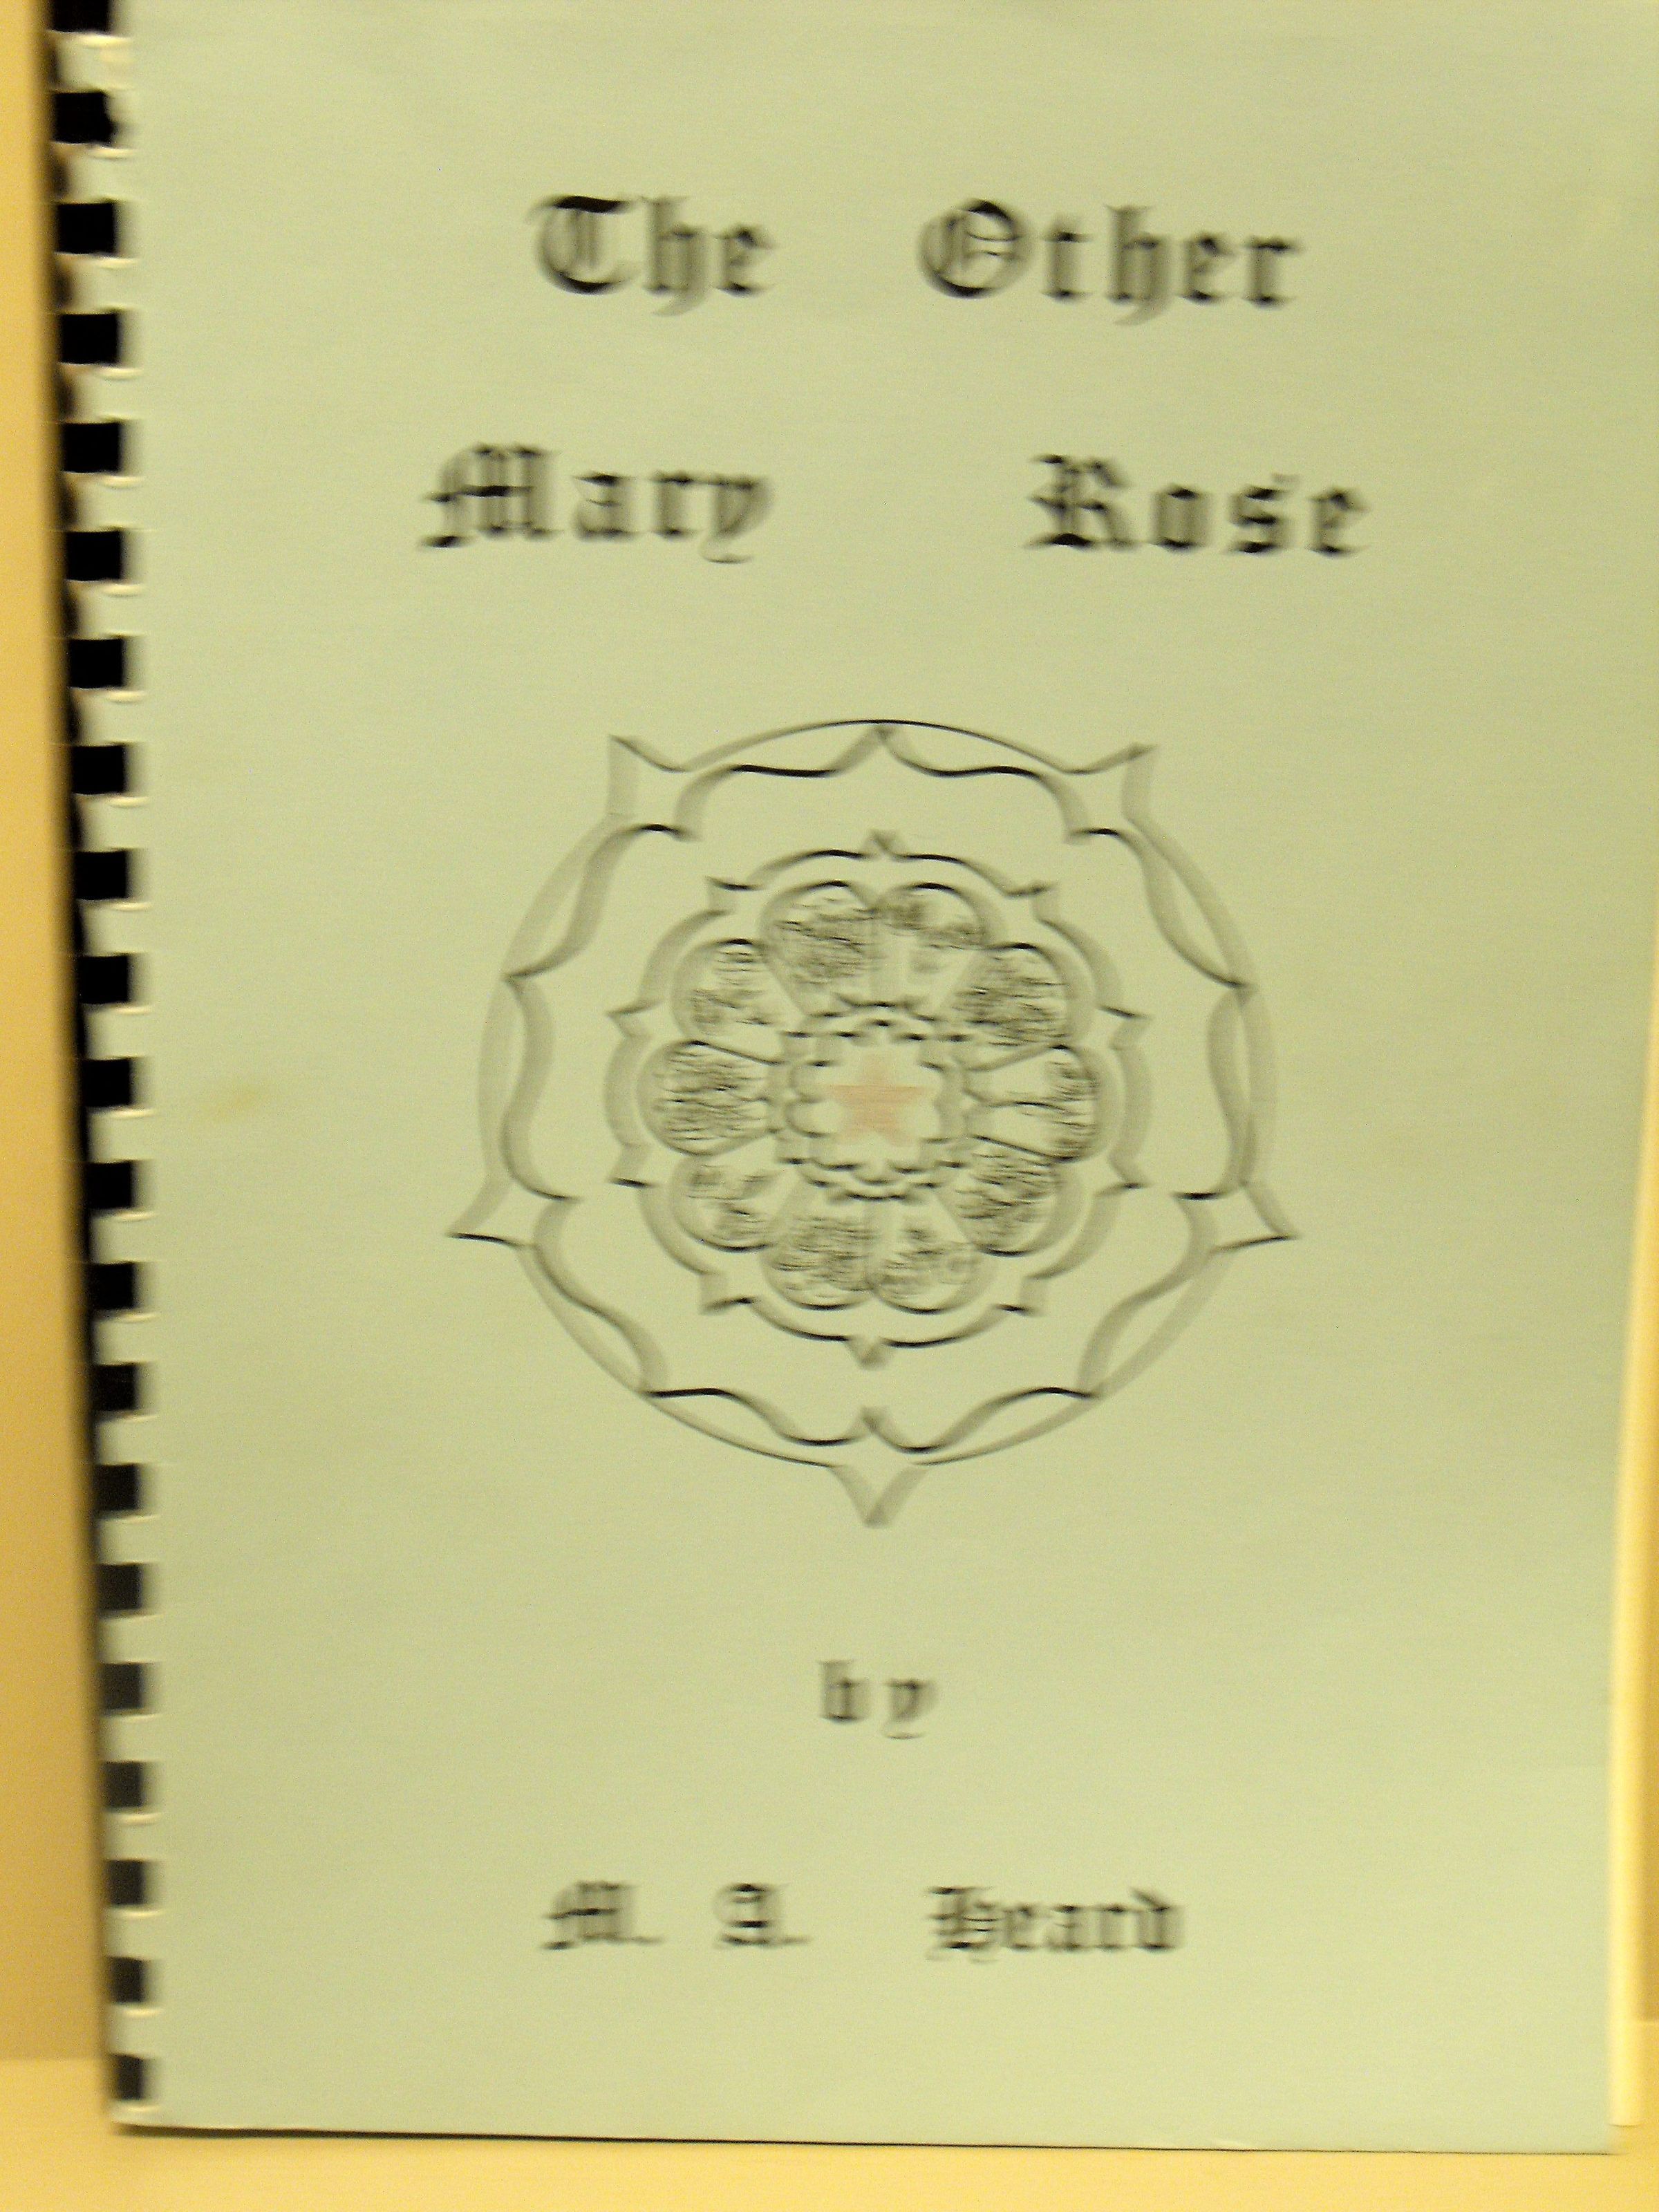 The Other
Mary Rose
by
M. A. Heard